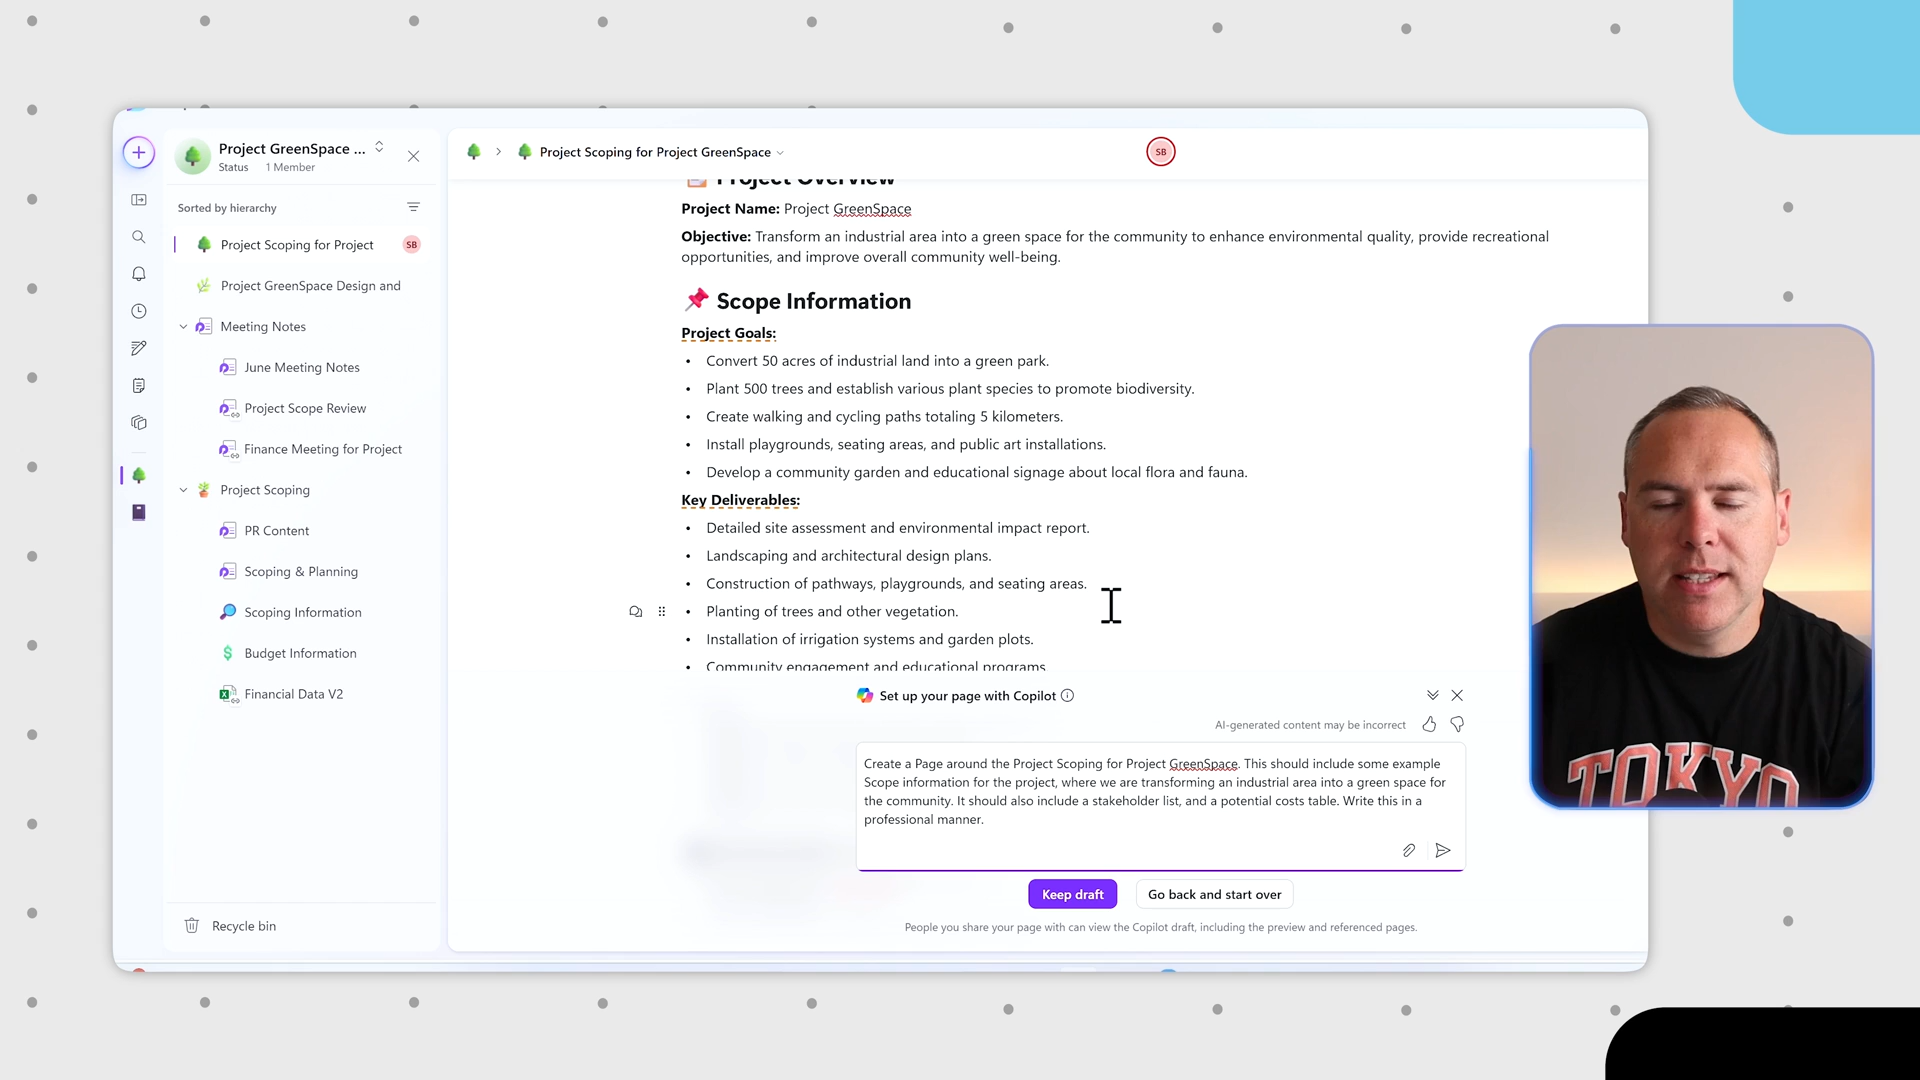 Project GreenSpace ...
Status 1 Member
Sorted by hierarchy
Project Scoping for Project SB
Project GreenSpace Design and
Meeting Notes
June Meeting Notes
Project Scope Review
Finance Meeting for Project
Project Scoping
PR Content
Scoping & Planning
Scoping Information
Budget Information
Financial Data V2
Recycle bin
Project Scoping for Project GreenSpace
SB
Project Overview
Project Name: Project GreenSpace
Objective: Transform an industrial area into a green space for the community to enhance environmental quality, provide recreational
opportunities, and improve overall community well-being.
Scope Information
Project Goals:
• Convert 50 acres of industrial land into a green park.
• Plant 500 trees and establish various plant species to promote biodiversity.
• Create walking and cycling paths totaling 5 kilometers.
• Install playgrounds, seating areas, and public art installations.
• Develop a community garden and educational signage about local flora and fauna.
Key Deliverables:
• Detailed site assessment and environmental impact report.
• Landscaping and architectural design plans.
• Construction of pathways, playgrounds, and seating areas.
• Planting of trees and other vegetation.
• Installation of irrigation systems and garden plots.
• Community engagement and educational programs.
Set up your page with Copilot
AI-generated content may be incorrect
Create a Page around the Project Scoping for Project GreenSpace. This should include some example
Scope information for the project, where we are transforming an industrial area into a green space for
the community. It should also include a stakeholder list, and a potential costs table. Write this in a
professional manner.
Keep draft
Go back and start over
People you share your page with can view the Copilot draft, including the preview and referenced pages.
TOKYO